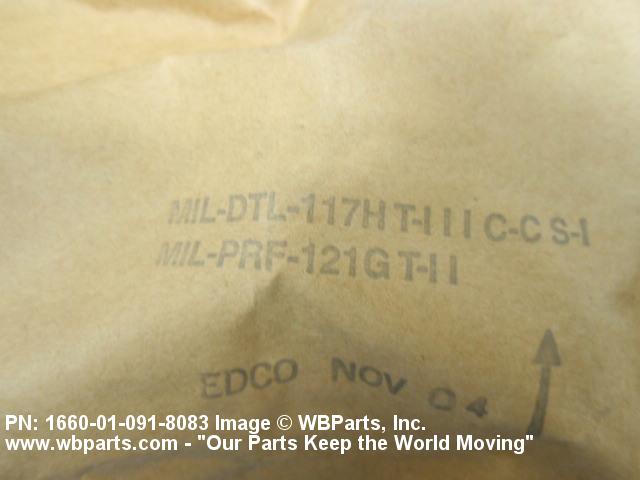 MIL-DTL-117H T-III C-C S-I
MIL-PRF-121G T-II
EDCO NOV 04
PN: 1660-01-091-8083 Image © WBParts, Inc.
www.wbparts.com - "Our Parts Keep the World Moving"